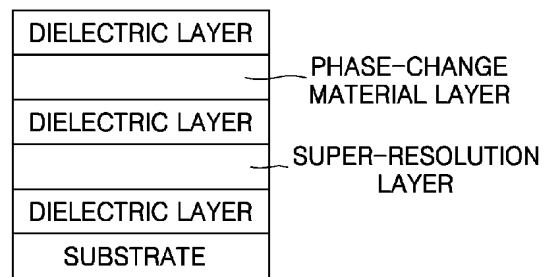 DIELECTRIC LAYER
PHASE-CHANGE
MATERIAL LAYER
DIELECTRIC LAYER
SUPER-RESOLUTION
LAYER
DIELECTRIC LAYER
SUBSTRATE